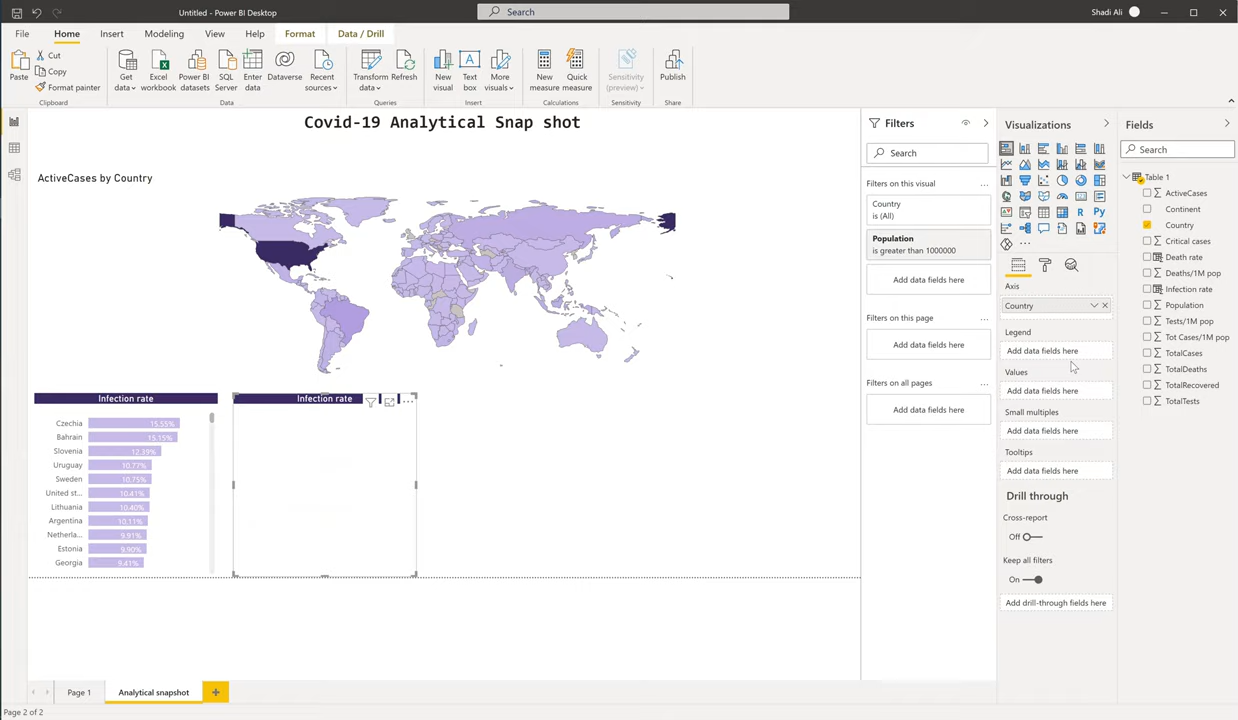 Untitled - Power BI Desktop
Search
Shadi Ali
File Home Insert Modeling View Help Format Data / Drill
Paste
Cut
Copy
Format painter
Get data
Excel workbook
Power BI datasets
SQL Server
Enter data
Dataverse
Recent sources
Transform data
Refresh
New visual
Text box
More visuals
New measure
Quick measure
Sensitivity (preview)
Publish
Clipboard
Data
Queries
Insert
Calculations
Sensitivity
Share
Covid-19 Analytical Snap shot
ActiveCases by Country
Infection rate
Czechia 15.55%
Bahrain 15.15%
Slovenia 12.39%
Uruguay 10.77%
Sweden 10.75%
United st... 10.41%
Lithuania 10.40%
Argentina 10.11%
Netherla... 9.91%
Estonia 9.90%
Georgia 9.41%
Infection rate
Filters
Search
Filters on this visual ...
Country
is (All)
Population
is greater than 1000000
Add data fields here
Filters on this page ...
Add data fields here
Filters on all pages ...
Add data fields here
Visualizations
R Py
...
Axis
Country
Legend
Add data fields here
Values
Add data fields here
Small multiples
Add data fields here
Tooltips
Add data fields here
Drill through
Cross-report
Off
Keep all filters
On
Add drill-through fields here
Fields
Search
Table 1
ActiveCases
Continent
Country
Critical cases
Death rate
Deaths/1M pop
Infection rate
Population
Tests/1M pop
Tot Cases/1M pop
TotalCases
TotalDeaths
TotalRecovered
TotalTests
Page 1
Analytical snapshot
Page 2 of 2